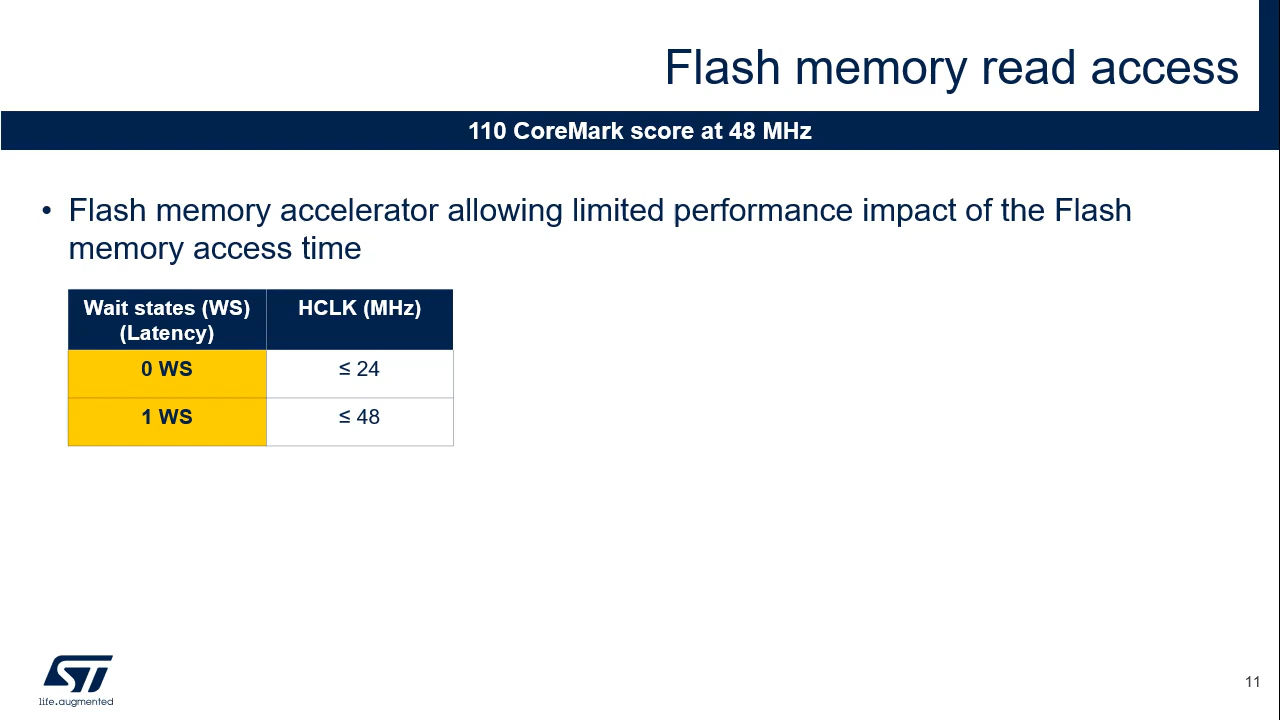 Flash memory read access
110 CoreMark score at 48 MHz
• Flash memory accelerator allowing limited performance impact of the Flash
memory access time
Wait states (WS)
(Latency)
HCLK (MHz)
0 WS
≤ 24
1 WS
≤ 48
ST
life.augmented
11